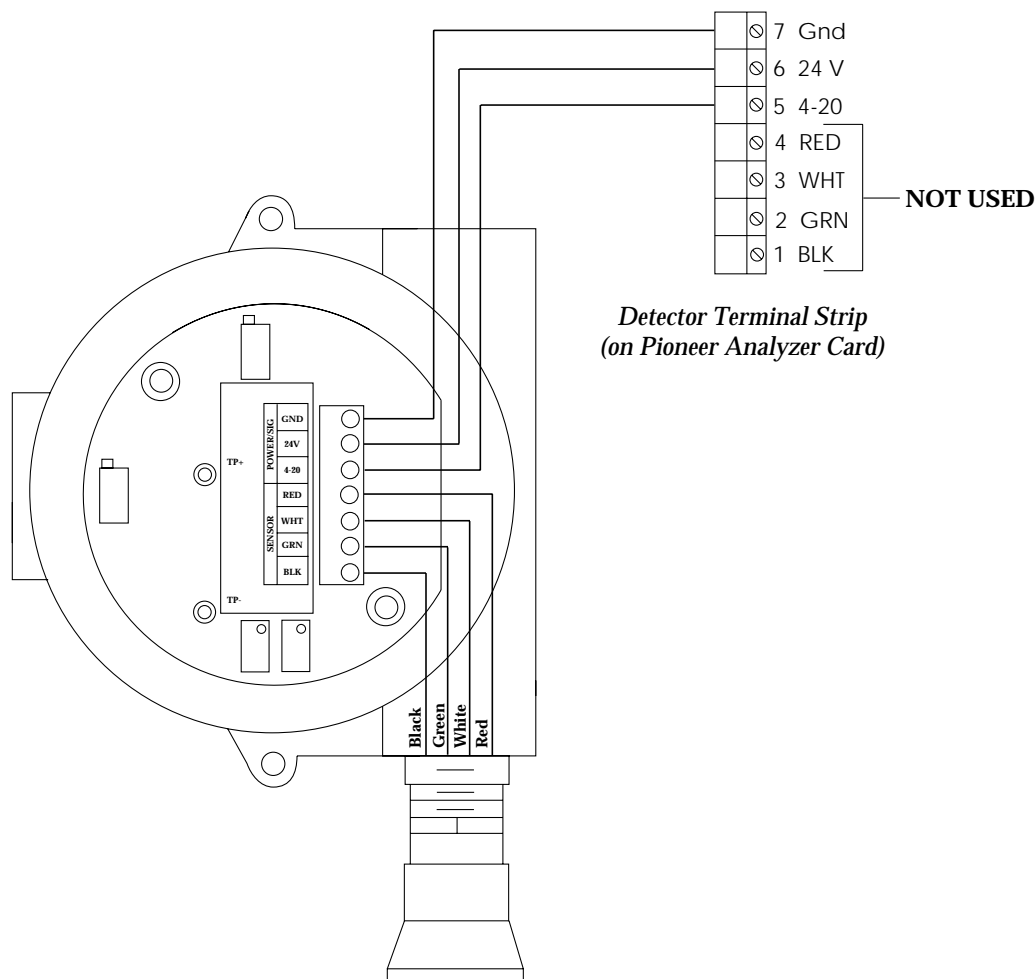 7 Gnd
6 24 V
5 4-20
4 RED
3 WHT
2 GRN
1 BLK
NOT USED
Detector Terminal Strip
(on Pioneer Analyzer Card)
POWER/SIG
GND
24V
4-20
TP+
SENSOR
RED
WHT
GRN
BLK
TP-
Black
Green
White
Red